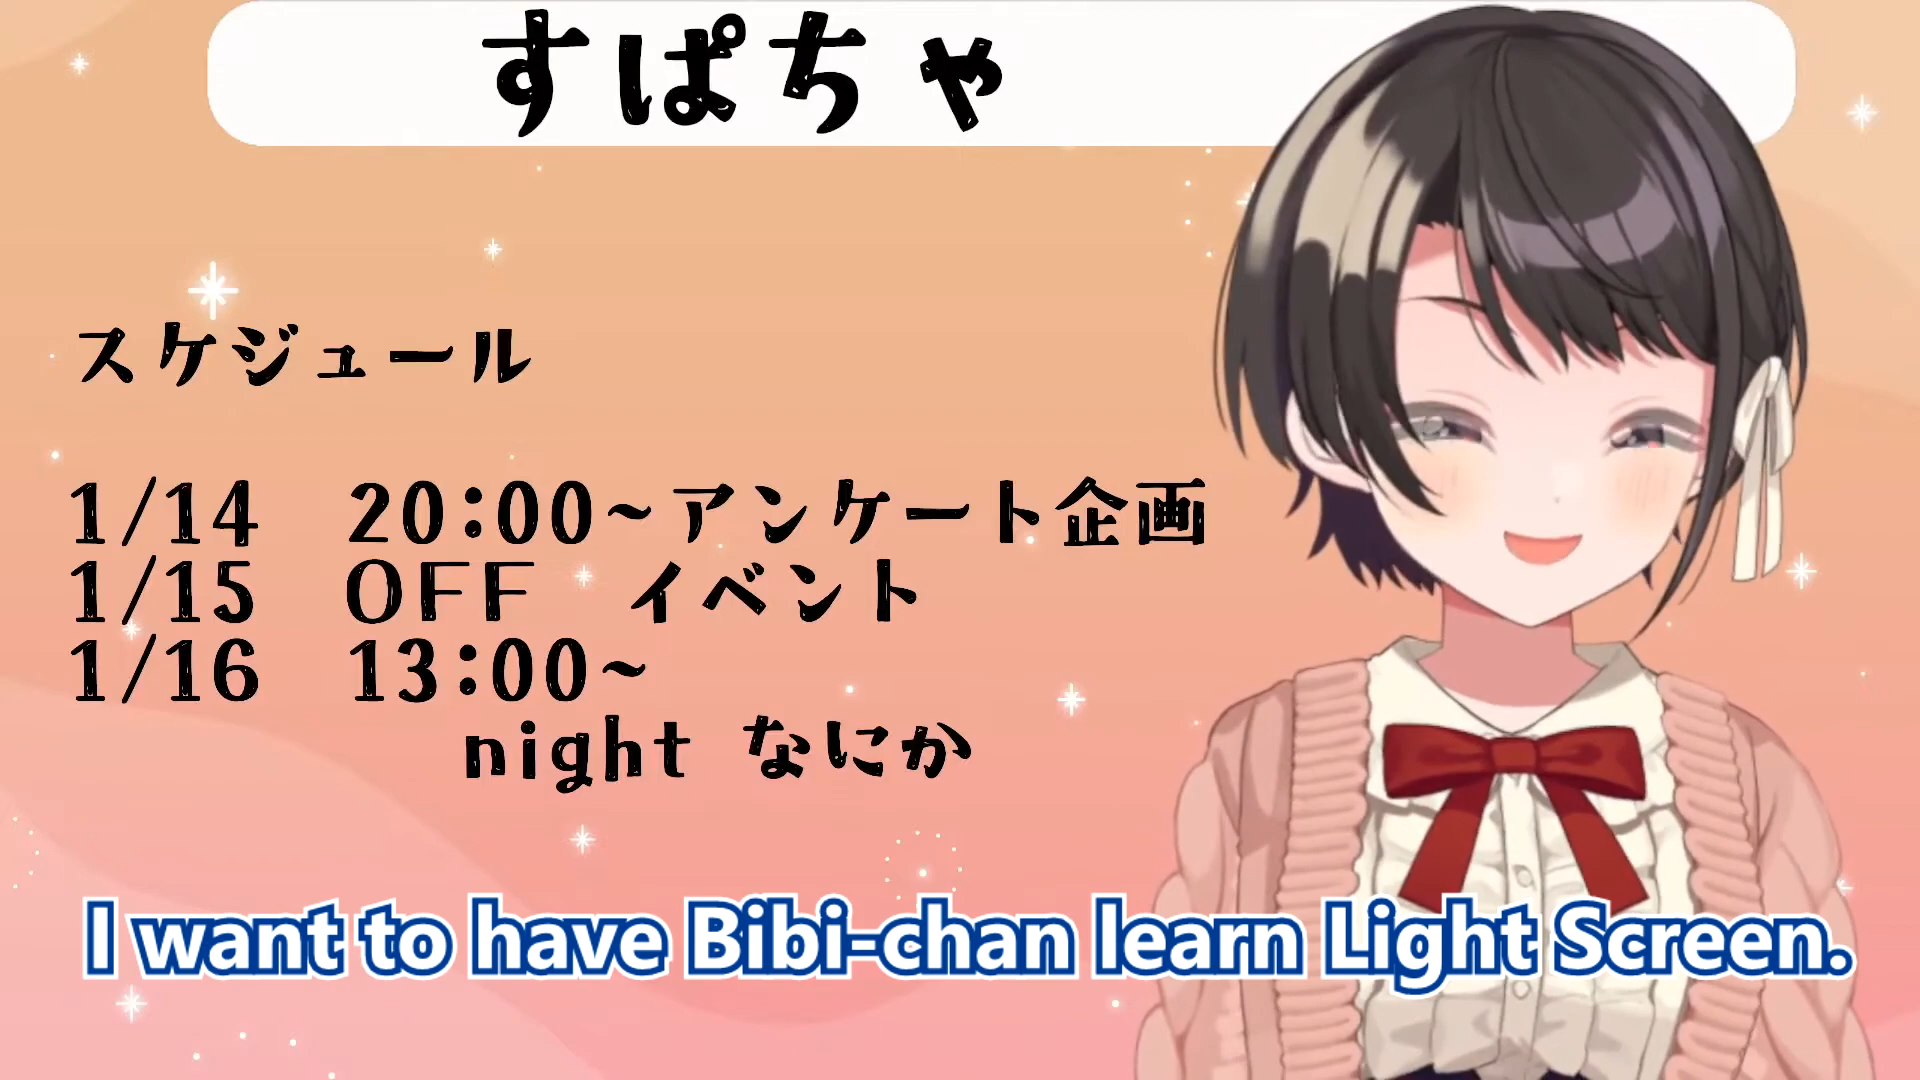 すぱちゃ
スケジュール
1/14 20:00~アンケート企画
1/15 OFF イベント
1/16 13:00~
night なにか
I want to have Bibi-chan learn Light Screen.